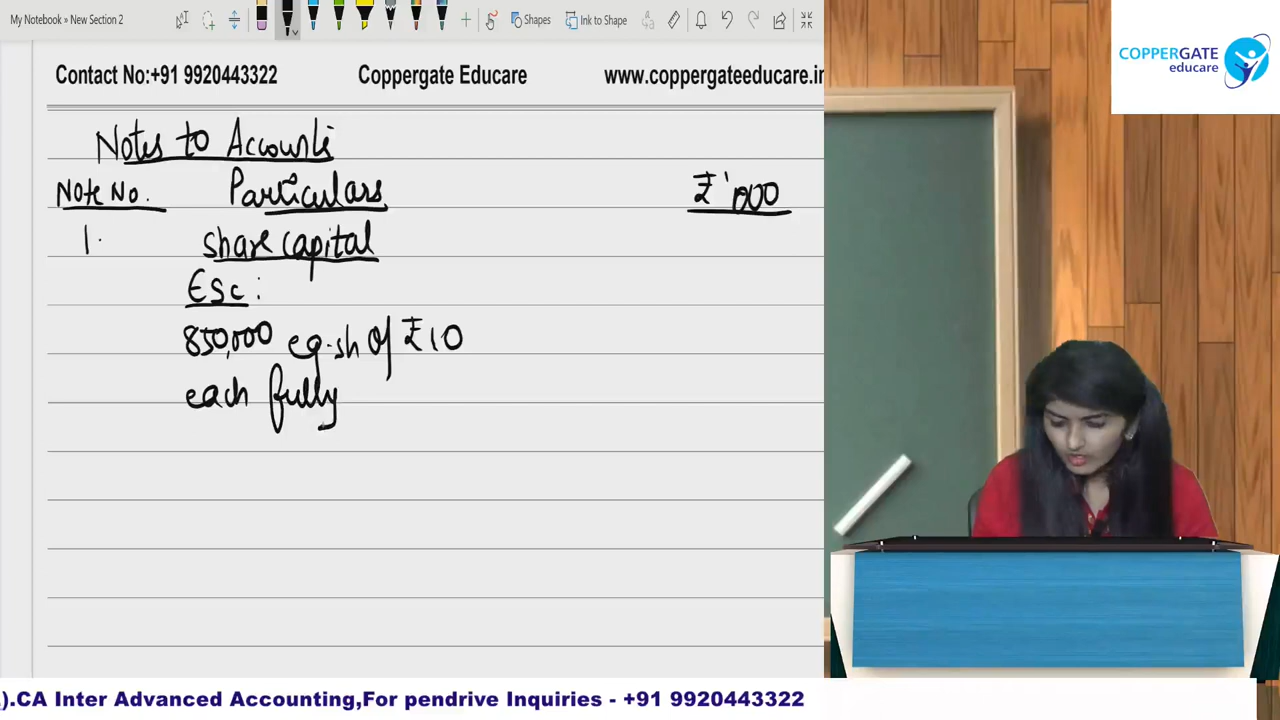 My Notebook » New Section 2
Shapes
Ink to Shape
Contact No:+91 9920443322 Coppergate Educare www.coppergateeducare.in
COPPERGATE
educare
Notes to Accounts
Note No. Particulars ₹'000
1. Share capital
ESC:
850,000 eq.sh of ₹10
each fully
).CA Inter Advanced Accounting,For pendrive Inquiries - +91 9920443322